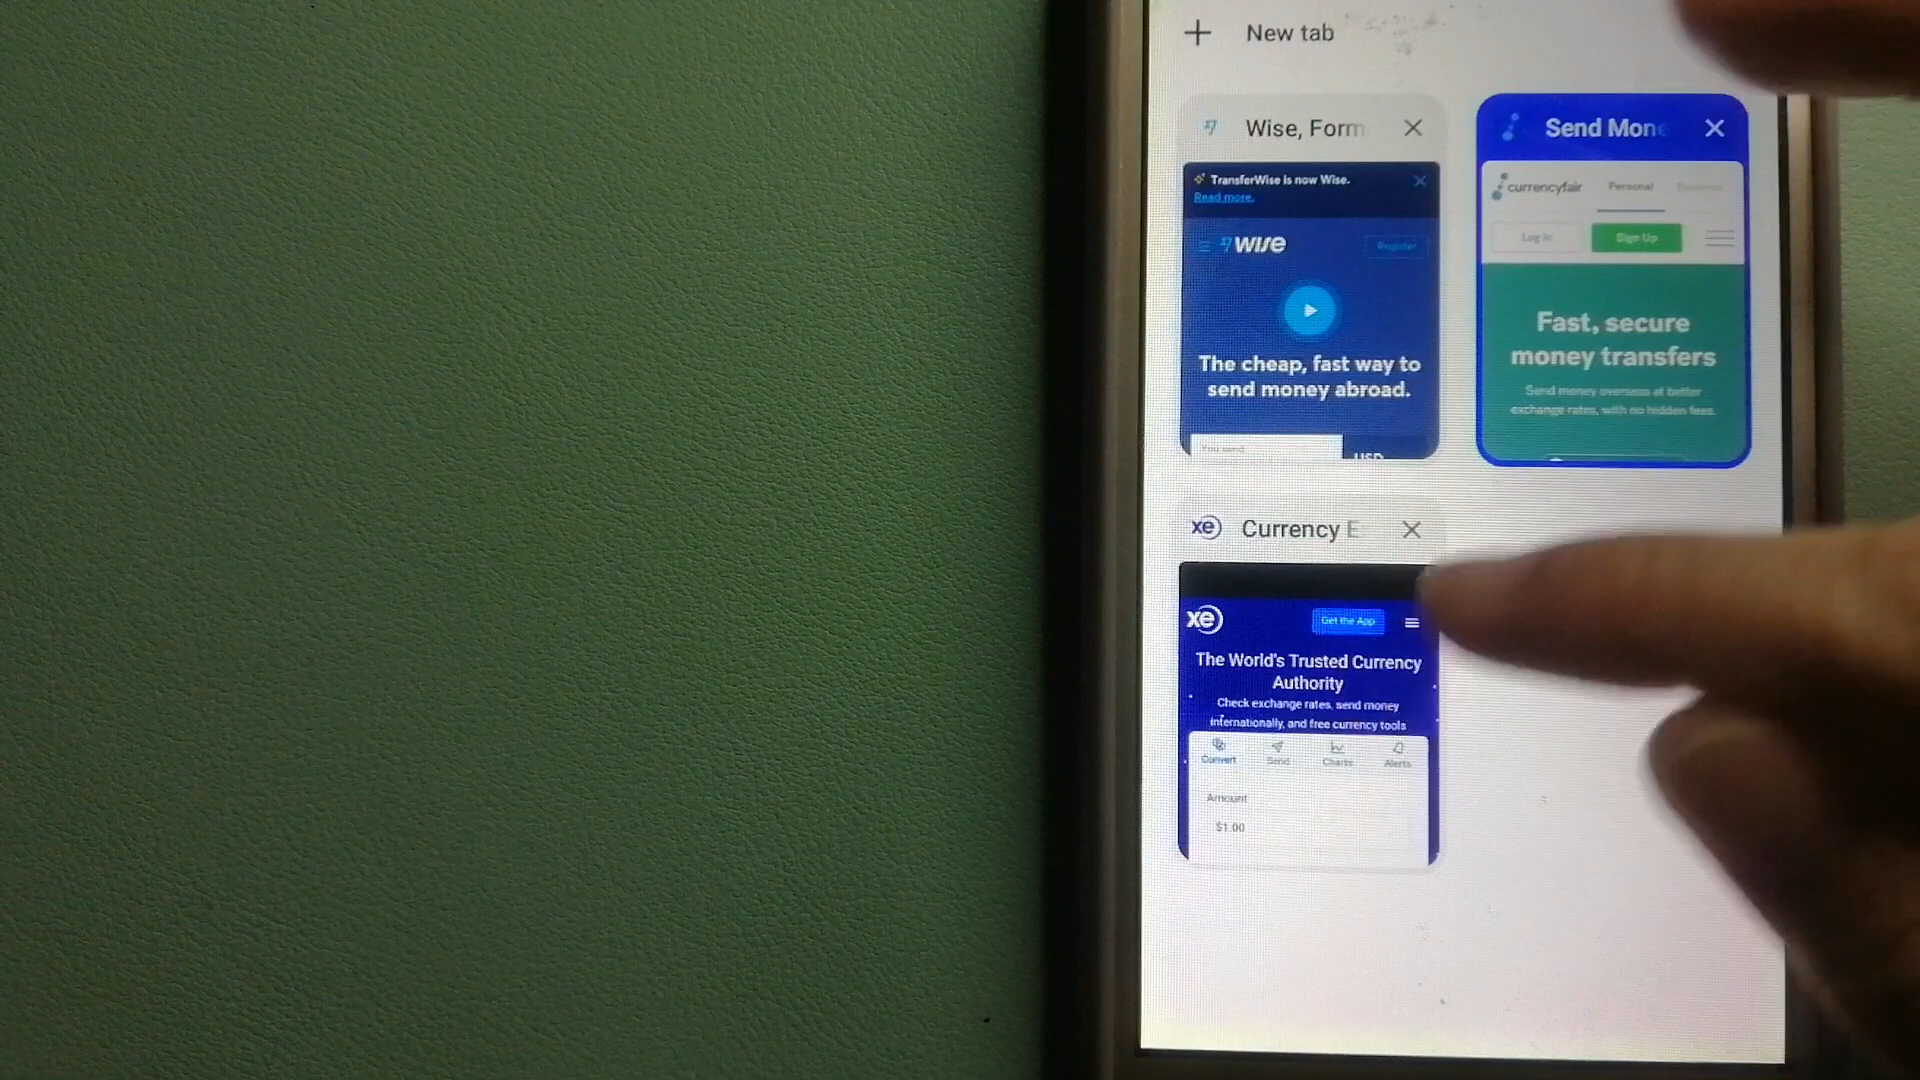 New tab
Wise, Form
TransferWise is now Wise.
Read more.
wise
Register
The cheap, fast way to
send money abroad.
You send
USD
Send Mone
currencyfair
Personal
Business
Log In
Sign Up
Fast, secure
money transfers
Send money overseas at better
exchange rates, with no hidden fees.
xe
Currency E
xe
Get the App
The World's Trusted Currency
Authority
Check exchange rates, send money
internationally, and free currency tools
Convert
Send
Charts
Alerts
Amount
$1.00